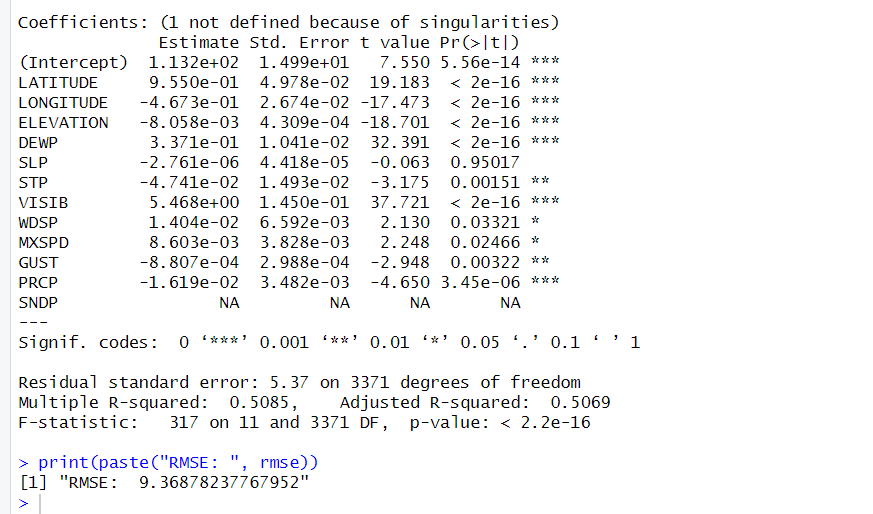 Coefficients: (1 not defined because of singularities)
Estimate Std. Error t value Pr(>|t|)
(Intercept) 1.132e+02 1.499e+01 7.550 5.56e-14 ***
LATITUDE 9.550e-01 4.978e-02 19.183 < 2e-16 ***
LONGITUDE -4.673e-01 2.674e-02 -17.473 < 2e-16 ***
ELEVATION -8.058e-03 4.309e-04 -18.701 < 2e-16 ***
DEWP 3.371e-01 1.041e-02 32.391 < 2e-16 ***
SLP -2.761e-06 4.418e-05 -0.063 0.95017
STP -4.741e-02 1.493e-02 -3.175 0.00151 **
VISIB 5.468e+00 1.450e-01 37.721 < 2e-16 ***
WDSP 1.404e-02 6.592e-03 2.130 0.03321 *
MXSPD 8.603e-03 3.828e-03 2.248 0.02466 *
GUST -8.807e-04 2.988e-04 -2.948 0.00322 **
PRCP -1.619e-02 3.482e-03 -4.650 3.45e-06 ***
SNDP NA NA NA NA
---
Signif. codes: 0 ‘***’ 0.001 ‘**’ 0.01 ‘*’ 0.05 ‘.’ 0.1 ‘ ’ 1
Residual standard error: 5.37 on 3371 degrees of freedom
Multiple R-squared: 0.5085, Adjusted R-squared: 0.5069
F-statistic: 317 on 11 and 3371 DF, p-value: < 2.2e-16
> print(paste("RMSE: ", rmse))
[1] "RMSE: 9.36878237767952"
>